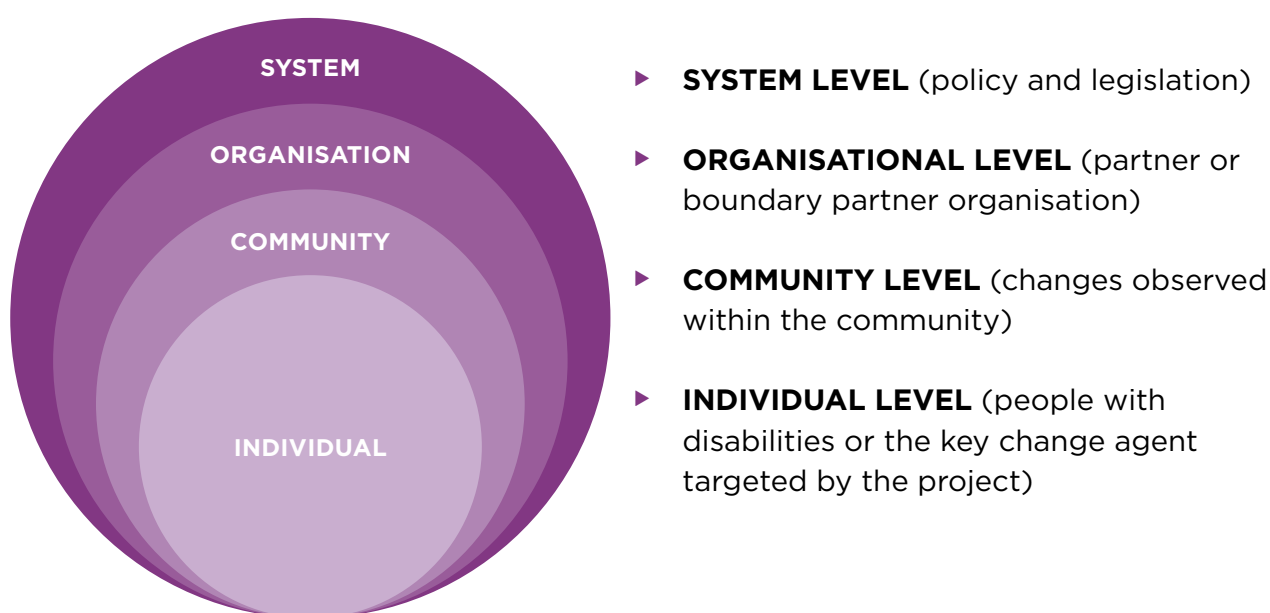 SYSTEM
ORGANISATION
COMMUNITY
INDIVIDUAL
▶ SYSTEM LEVEL (policy and legislation)
▶ ORGANISATIONAL LEVEL (partner or
boundary partner organisation)
▶ COMMUNITY LEVEL (changes observed
within the community)
▶ INDIVIDUAL LEVEL (people with
disabilities or the key change agent
targeted by the project)